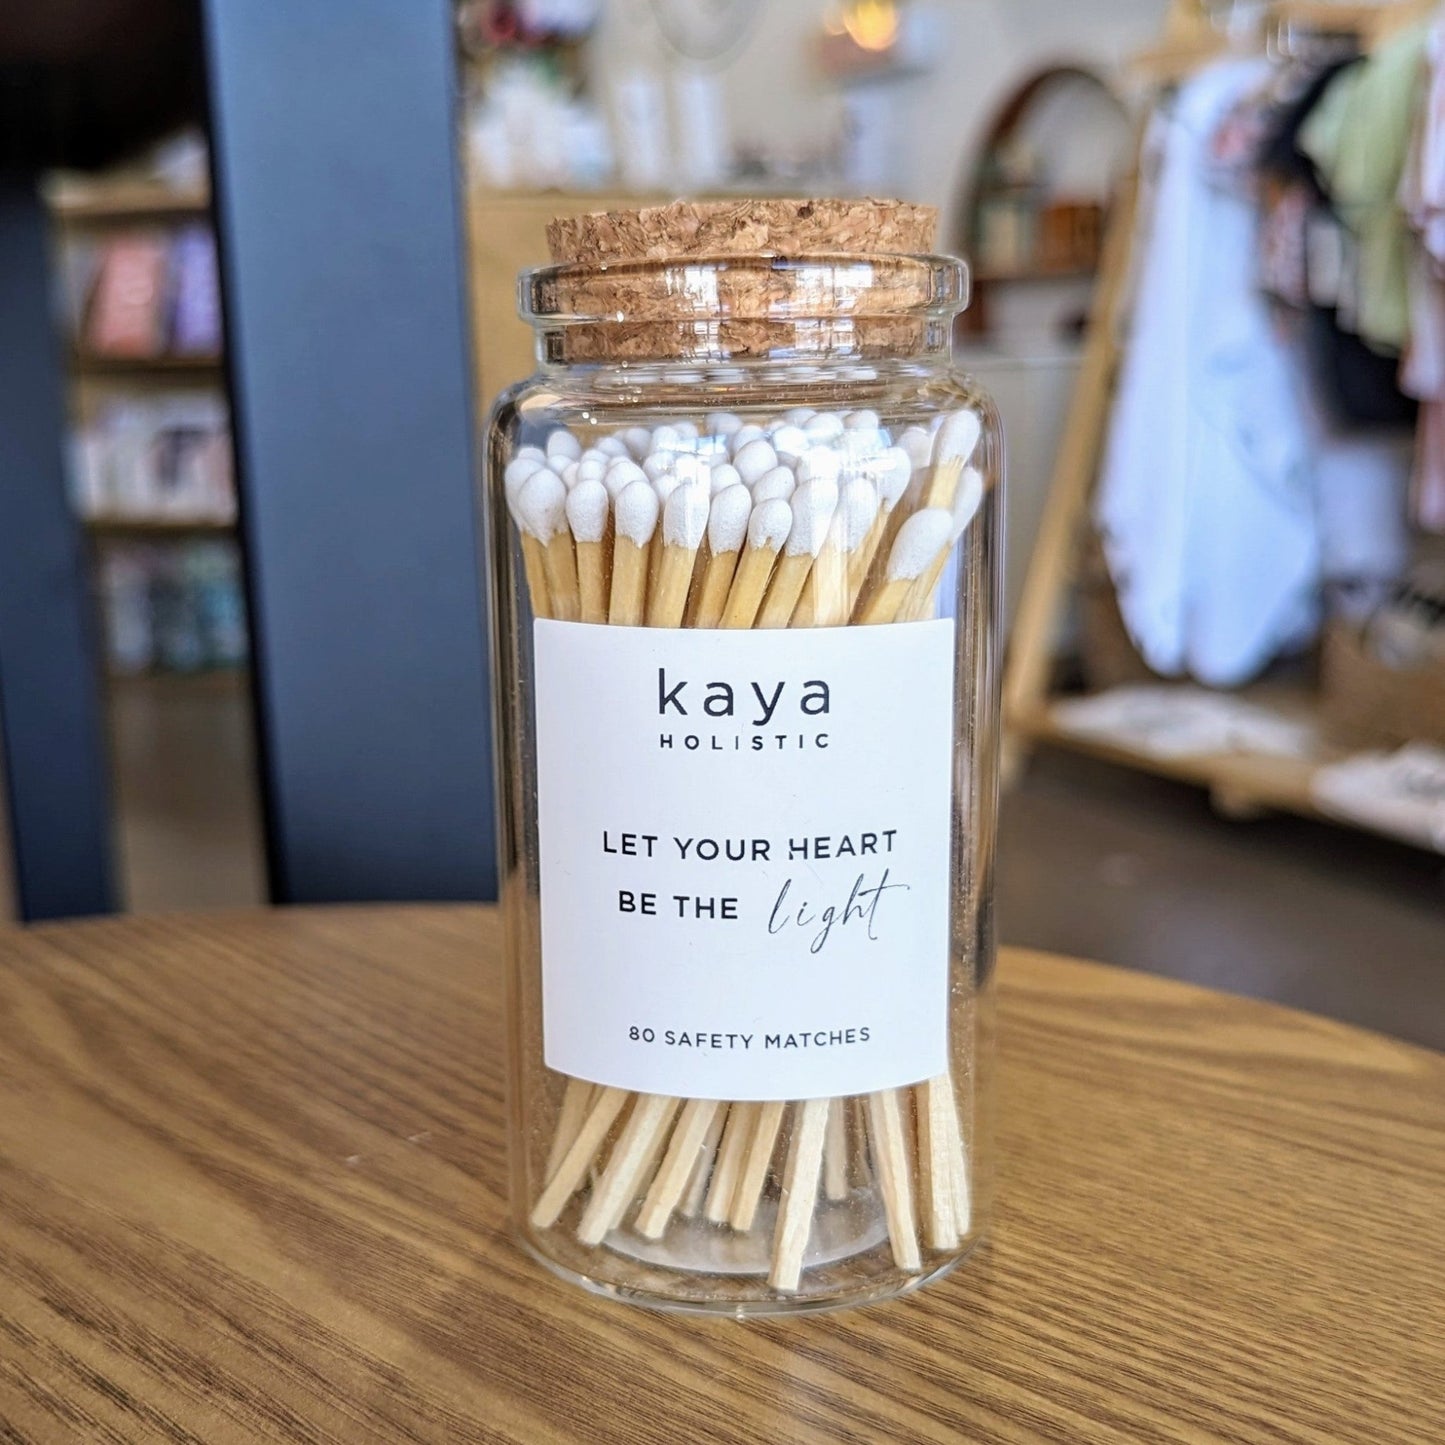 kaya
HOLISTIC
LET YOUR HEART
BE THE light
80 SAFETY MATCHES